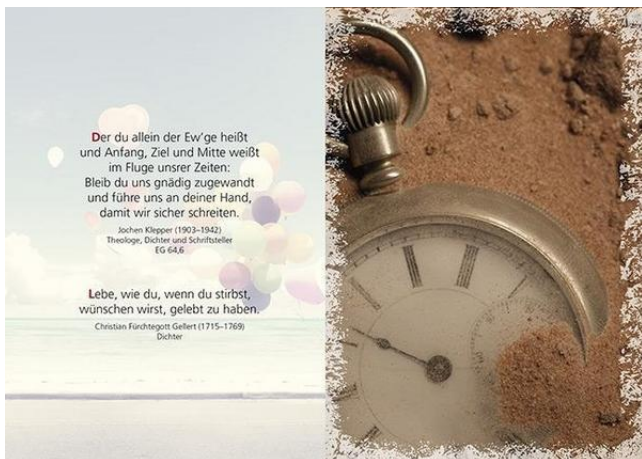 Der du allein der Ew'ge heißt
und Anfang, Ziel und Mitte weißt
im Fluge unsrer Zeiten:
Bleib du uns gnädig zugewandt
und führe uns an deiner Hand,
damit wir sicher schreiten.
Jochen Klepper (1903–1942)
Theologe, Dichter und Schriftsteller
EG 64,6
Lebe, wie du, wenn du stirbst,
wünschen wirst, gelebt zu haben.
Christian Fürchtegott Gellert (1715–1769)
Dichter